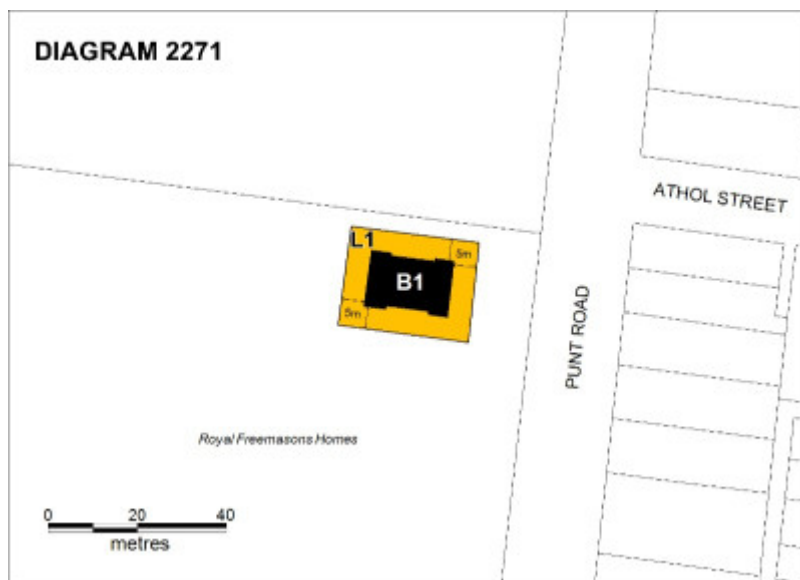 DIAGRAM 2271
ATHOL STREET
L1
5m
B1
5m
PUNT ROAD
Royal Freemasons Homes
0 20 40
metres